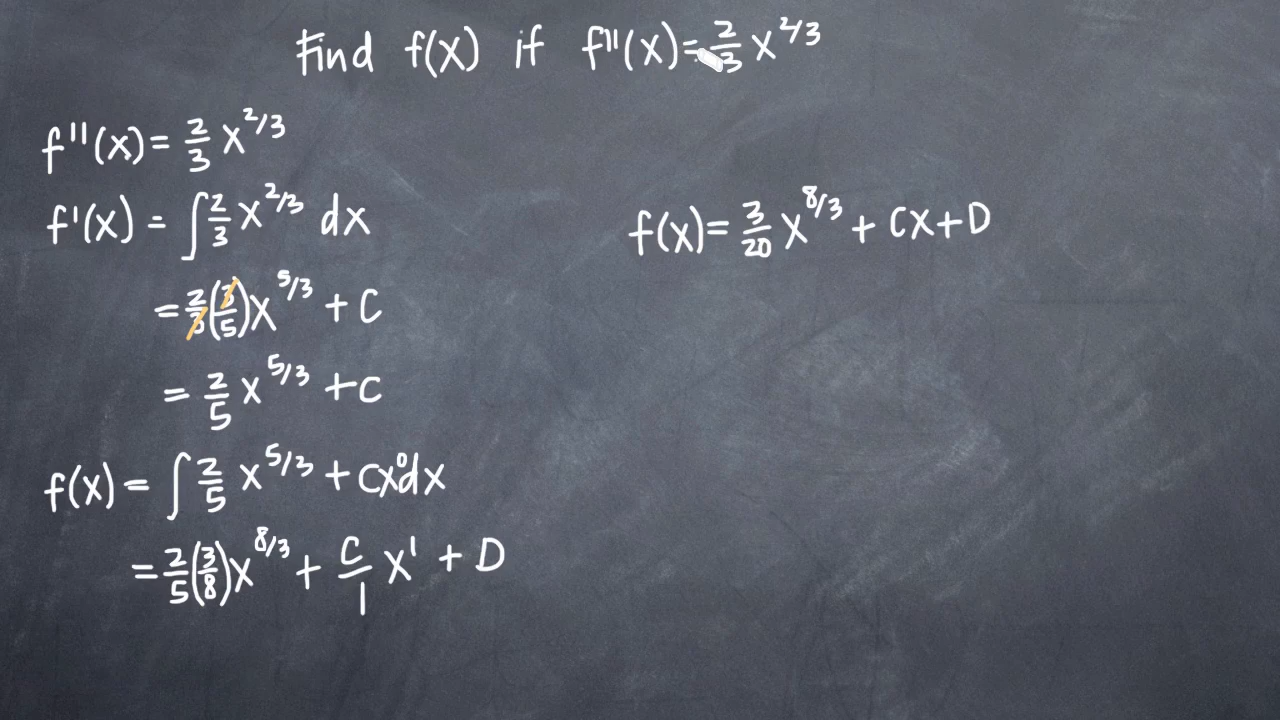 Find f(x) if f''(x)=2/3 x^2/3
f''(x)= 2/3 x^2/3
f'(x) = ∫2/3 x^2/3 dx
= 2/3(3/5)x^5/3 + C
= 2/5 x^5/3 + C
f(x) = ∫ 2/5 x^5/3 + Cx^0 dx
= 2/5(3/8)x^8/3 + C/1 x^1 + D
f(x)= 3/20 x^8/3 + Cx+D